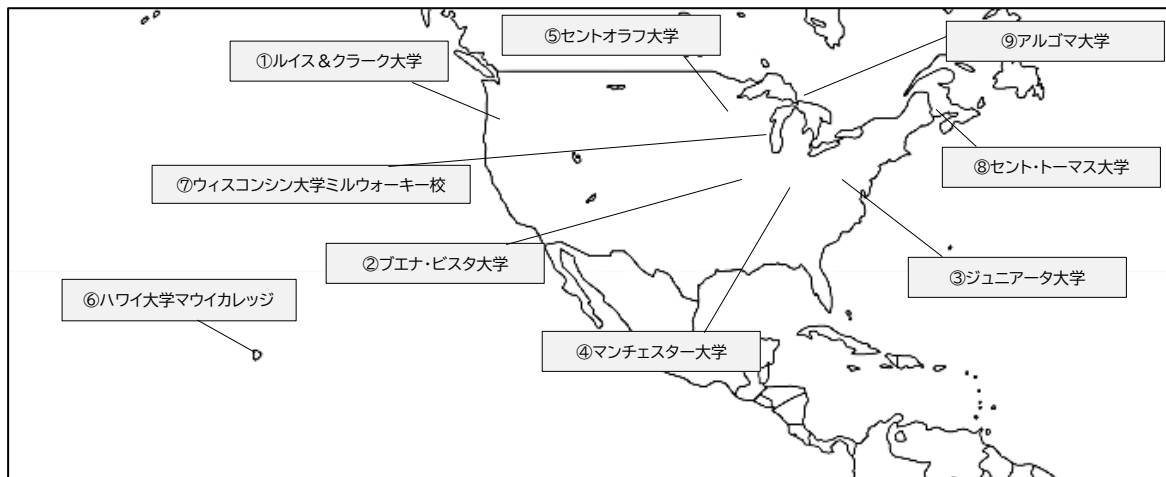 ⑤セントオラフ大学
⑨アルゴマ大学
①ルイス＆クラーク大学
⑧セント・トーマス大学
⑦ウィスコンシン大学ミルウォーキー校
②ブエナ・ビスタ大学
③ジュニアータ大学
⑥ハワイ大学マウイカレッジ
④マンチェスター大学